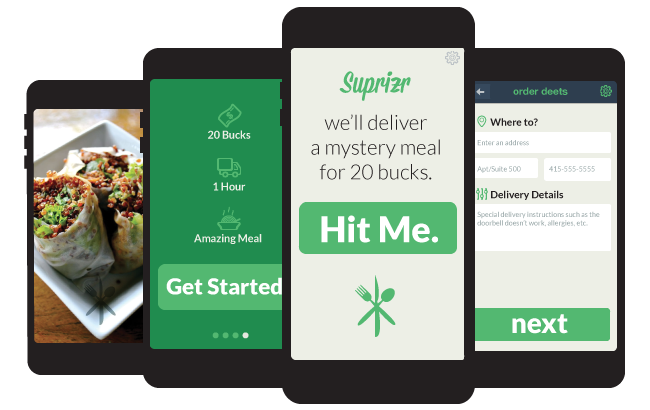 20 Bucks
1 Hour
Amazing Meal
Get Started
Suprizr
we'll deliver
a mystery meal
for 20 bucks.
Hit Me.
order deets
Where to?
Enter an address
Apt/Suite 500
415-555-5555
Delivery Details
Special delivery instructions such as the
doorbell doesn't work, allergies, etc.
next